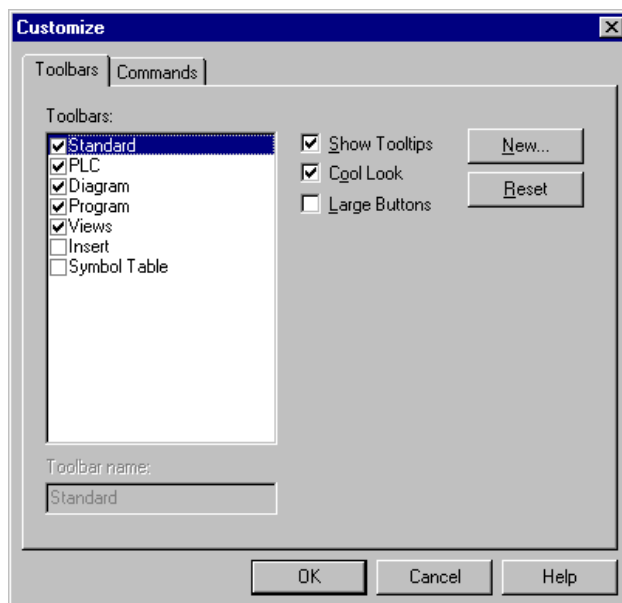 Customize
Toolbars
Commands
Toolbars:
Standard
PLC
Diagram
Program
Views
Insert
Symbol Table
Show Tooltips
Cool Look
Large Buttons
New...
Reset
Toolbar name:
Standard
OK
Cancel
Help